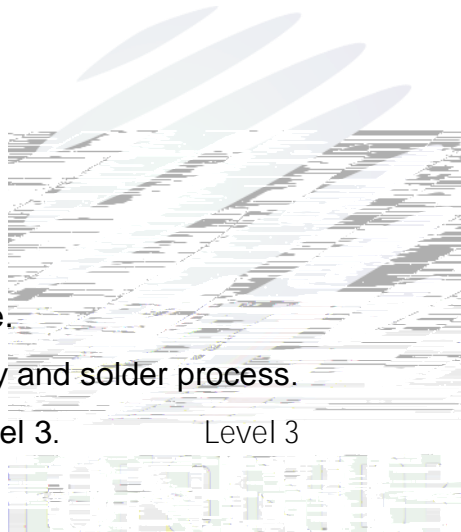 e.
y and solder process.
el 3. Level 3